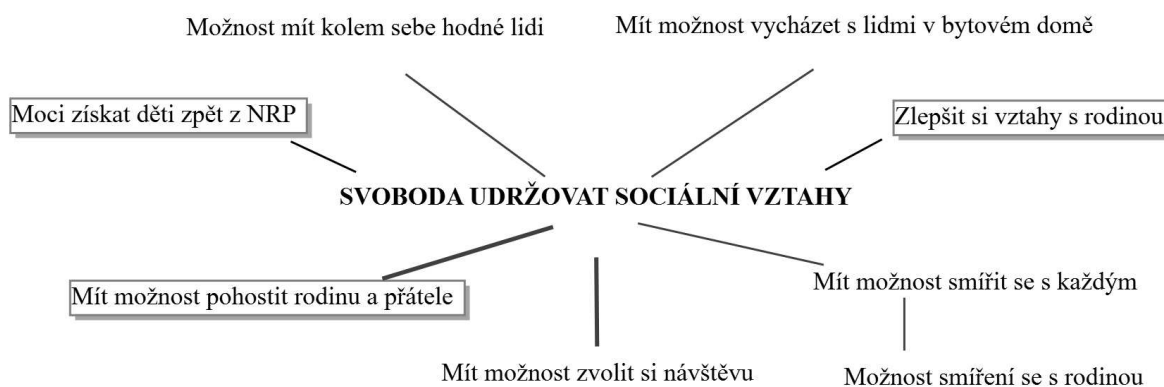 Možnost mít kolem sebe hodné lidi
Mít možnost vycházet s lidmi v bytovém domě
Moci získat děti zpět z NRP
Zlepšit si vztahy s rodinou
SVOBODA UDRŽOVAT SOCIÁLNÍ VZTAHY
Mít možnost pohostit rodinu a přátele
Mít možnost smířit se s každým
Mít možnost zvolit si návštěvu
Možnost smíření se s rodinou